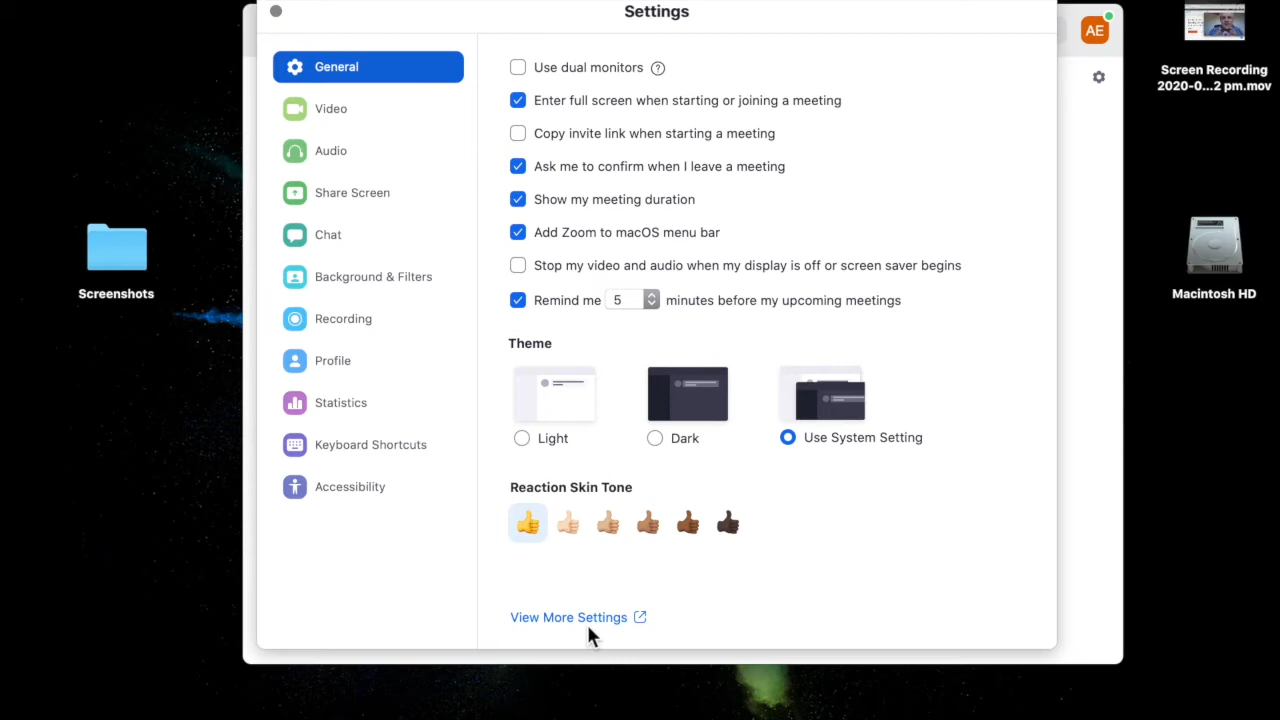 Settings
AE
Screen Recording
2020-0...2 pm.mov
General
Video
Audio
Share Screen
Chat
Background & Filters
Recording
Profile
Statistics
Keyboard Shortcuts
Accessibility
Use dual monitors ?
Enter full screen when starting or joining a meeting
Copy invite link when starting a meeting
Ask me to confirm when I leave a meeting
Show my meeting duration
Add Zoom to macOS menu bar
Stop my video and audio when my display is off or screen saver begins
Remind me 5 minutes before my upcoming meetings
Theme
Light
Dark
Use System Setting
Reaction Skin Tone
View More Settings
Screenshots
Macintosh HD